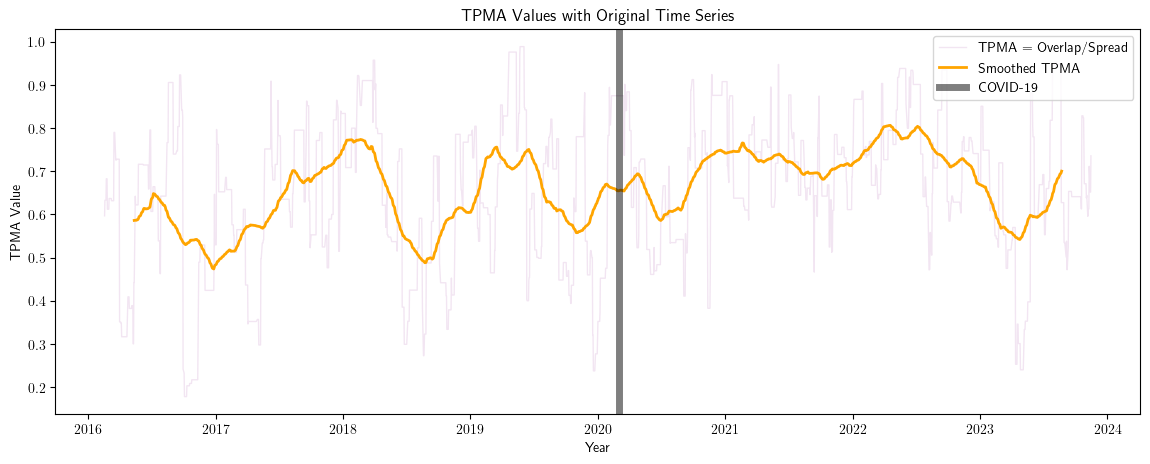 TPMA Values with Original Time Series
TPMA = Overlap/Spread
Smoothed TPMA
COVID-19
TPMA Value
1.0
0.9
0.8
0.7
0.6
0.5
0.4
0.3
0.2
2016 2017 2018 2019 2020 2021 2022 2023 2024
Year